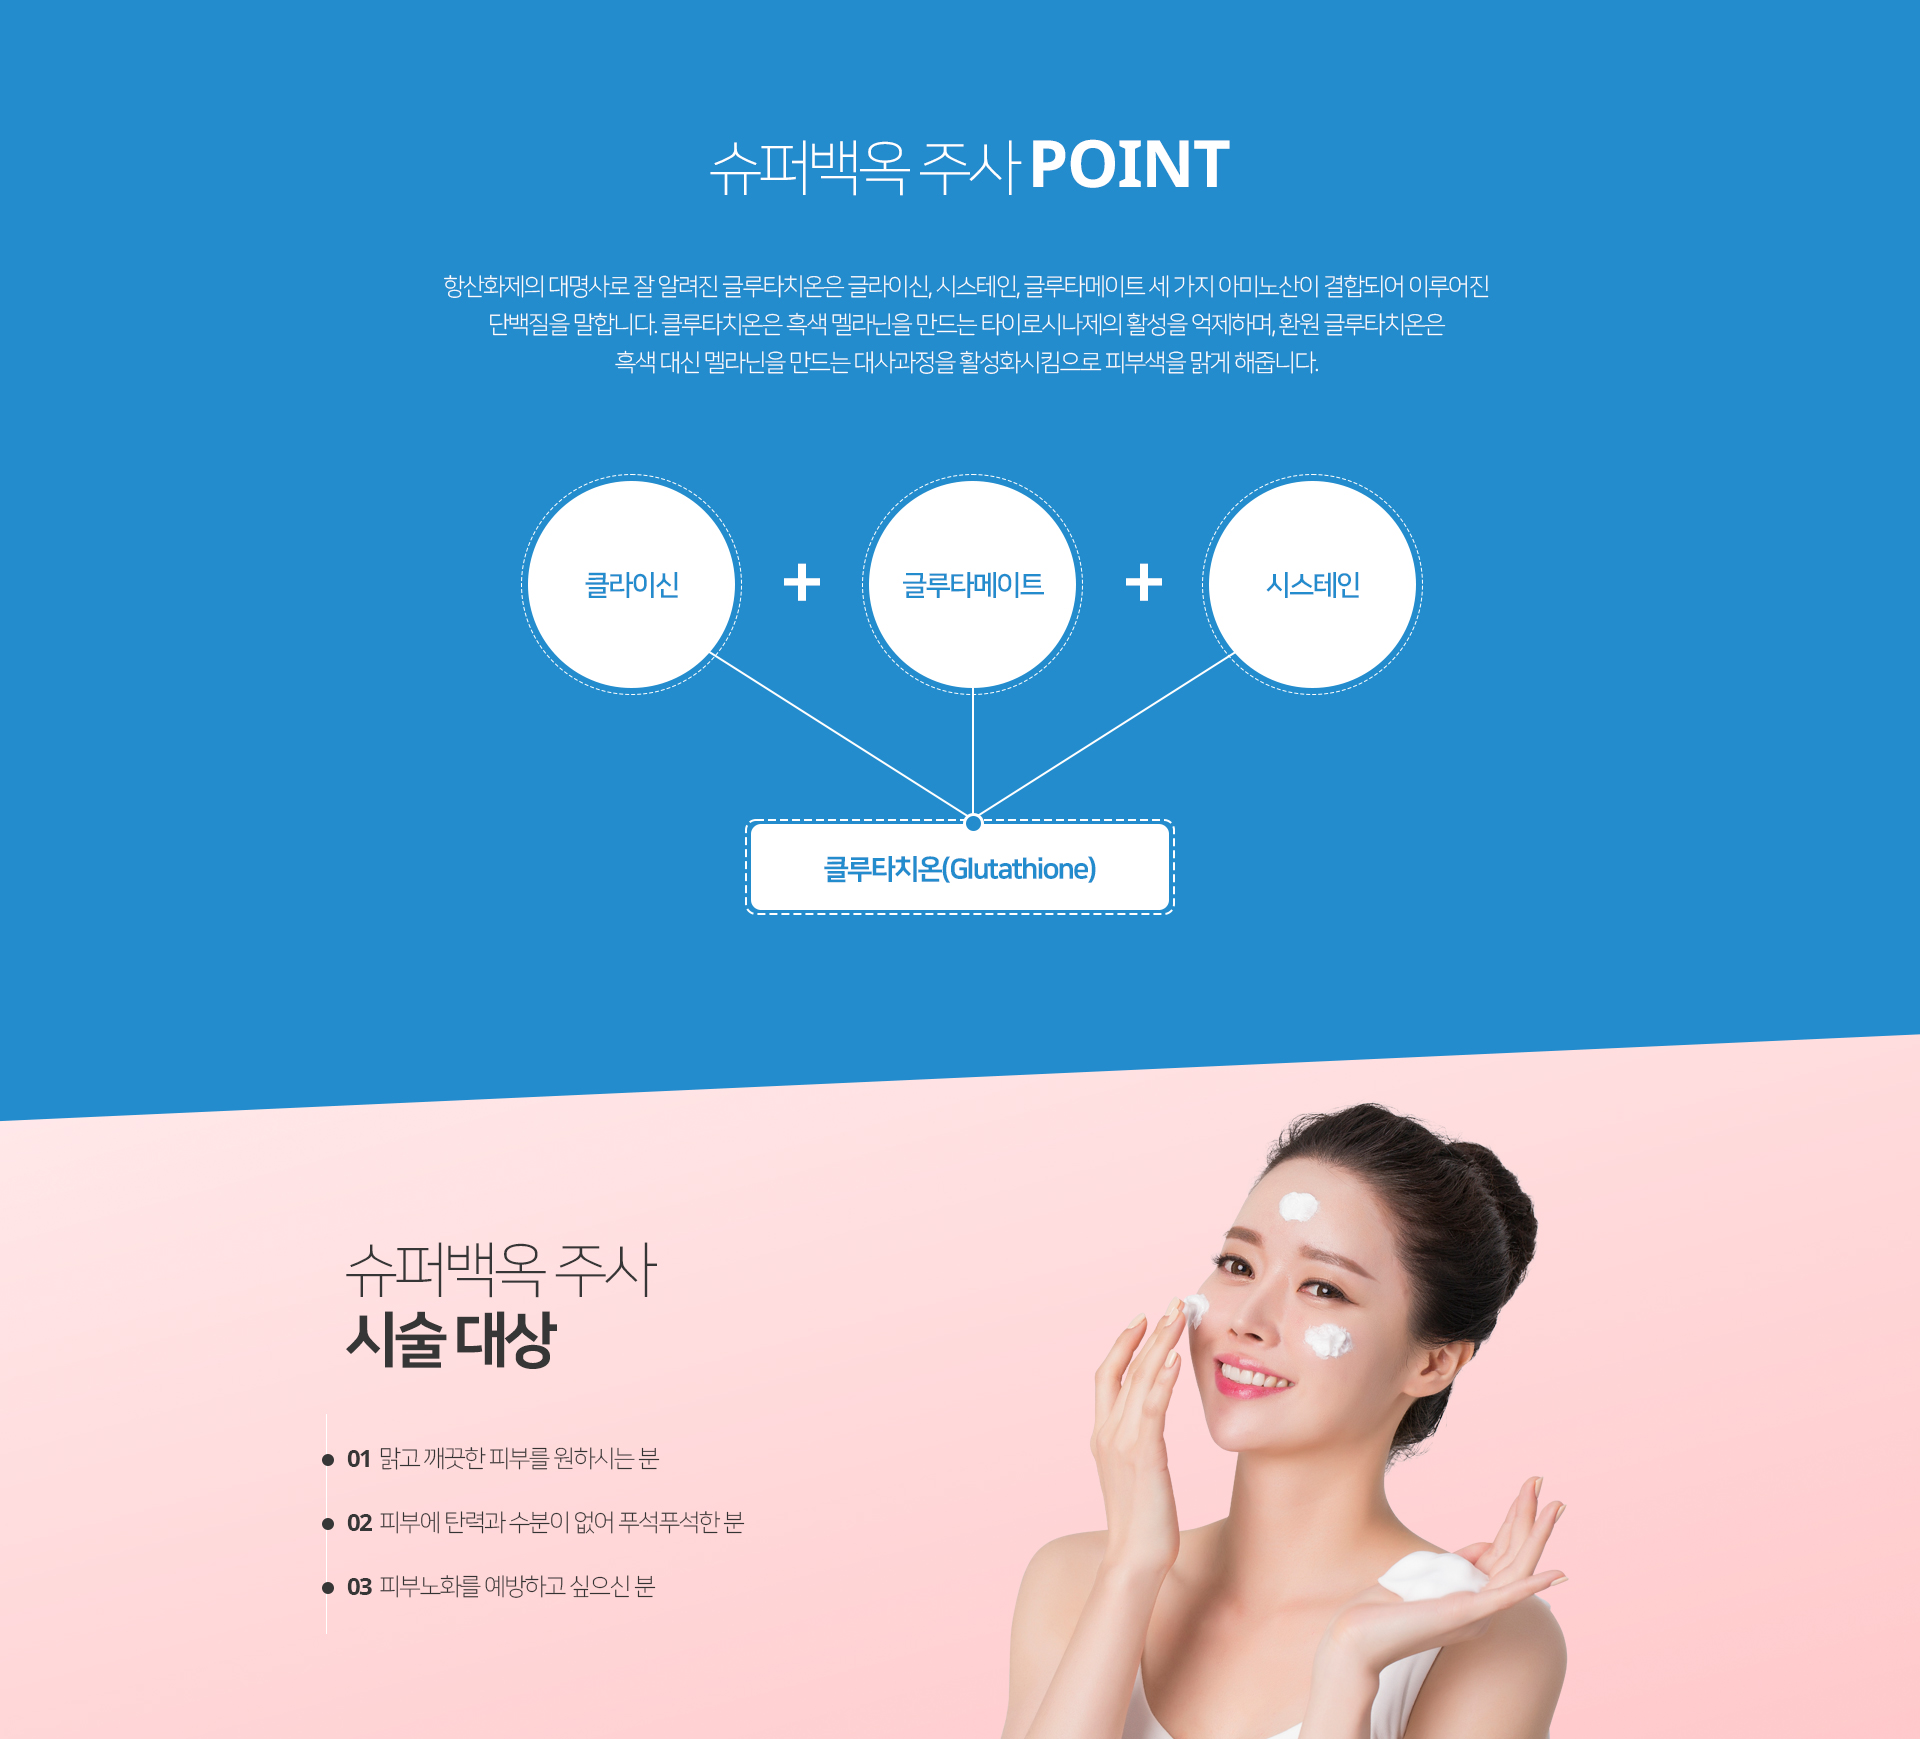 슈퍼백옥 주사 POINT
항산화제의 대명사로 잘 알려진 글루타치온은 글라이신, 시스테인, 글루타메이트 세 가지 아미노산이 결합되어 이루어진
단백질을 말합니다. 클루타치온은 흑색 멜라닌을 만드는 타이로시나제의 활성을 억제하며, 환원 글루타치온은
흑색 대신 멜라닌을 만드는 대사과정을 활성화시킴으로 피부색을 맑게 해줍니다.
클라이신 + 글루타메이트 + 시스테인
클루타치온(Glutathione)
슈퍼백옥 주사
시술 대상
01 맑고 깨끗한 피부를 원하시는 분
02 피부에 탄력과 수분이 없어 푸석푸석한 분
03 피부노화를 예방하고 싶으신 분